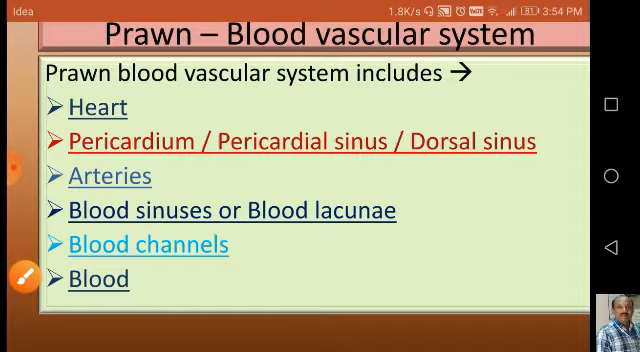 Idea 1.8K/s 81 3:54 PM
Prawn – Blood vascular system
Prawn blood vascular system includes →
➢ Heart
➢ Pericardium / Pericardial sinus / Dorsal sinus
➢ Arteries
➢ Blood sinuses or Blood lacunae
➢ Blood channels
➢ Blood